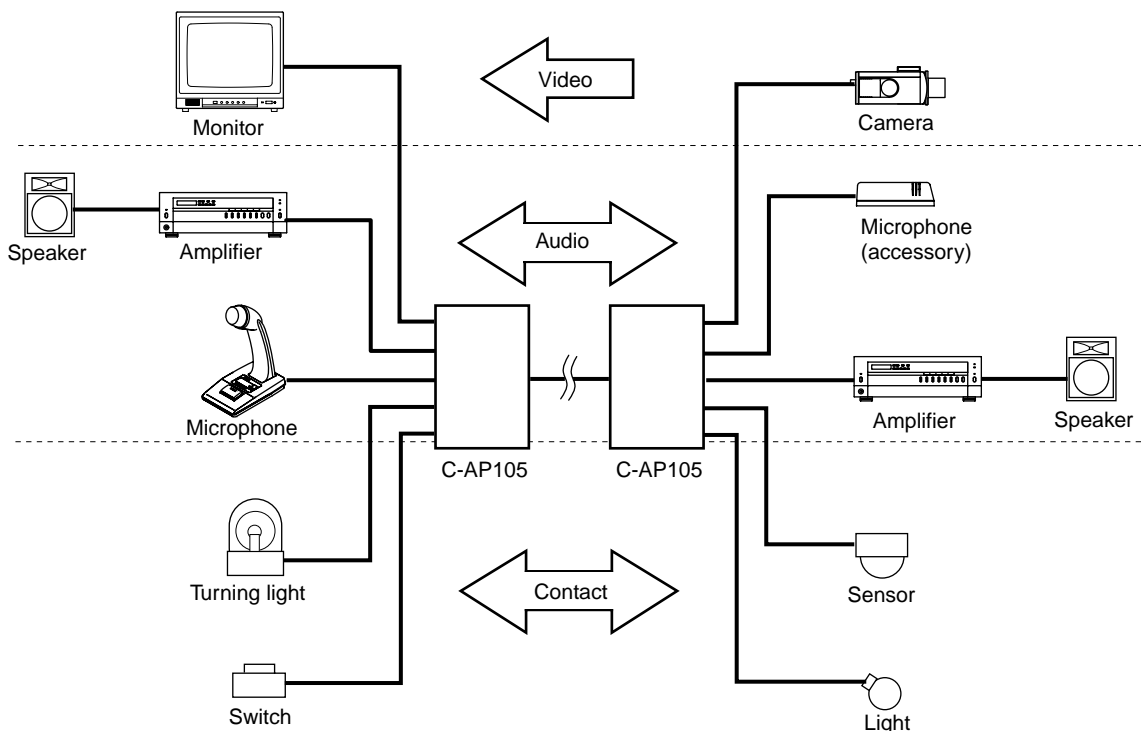 Video
Monitor
Camera
Speaker
Amplifier
Audio
Microphone
(accessory)
Microphone
Amplifier
Speaker
C-AP105
C-AP105
Turning light
Contact
Sensor
Switch
Light